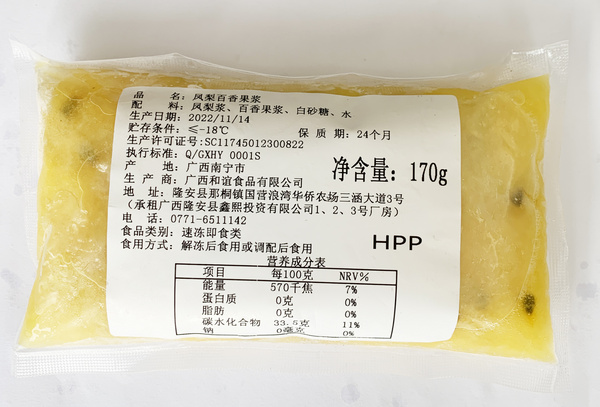 品 名：凤梨百香果浆
配 料：凤梨浆、百香果浆、白砂糖、水
生产日期：2022/11/14
贮存条件：≤-18℃ 保 质 期：24个月
生产许可证号:SC11745012300822
执行标准：Q/GXHY 0001S
净含量：170g
产 地：广西南宁市
生 产 商：广西和谊食品有限公司
地 址：隆安县那桐镇国营浪湾华侨农场三涵大道3号
（承租广西隆安县鑫熙投资有限公司1、2、3号厂房）
电 话：0771-6511142
食品类别：速冻即食类
食用方式：解冻后食用或调配后食用
HPP
营养成分表
项目 每100克 NRV%
能量 570千焦 7%
蛋白质 0克 0%
脂肪 0克 0%
碳水化合物 33.5克 11%
钠 0毫克 0%